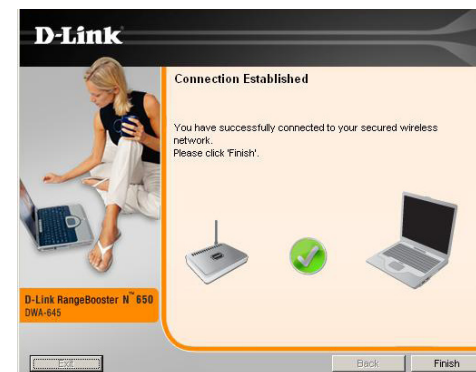 D-Link
Connection Established
You have successfully connected to your secured wireless
network.
Please click 'Finish'.
D-Link RangeBooster N™ 650
DWA-645
Exit
Back
Finish